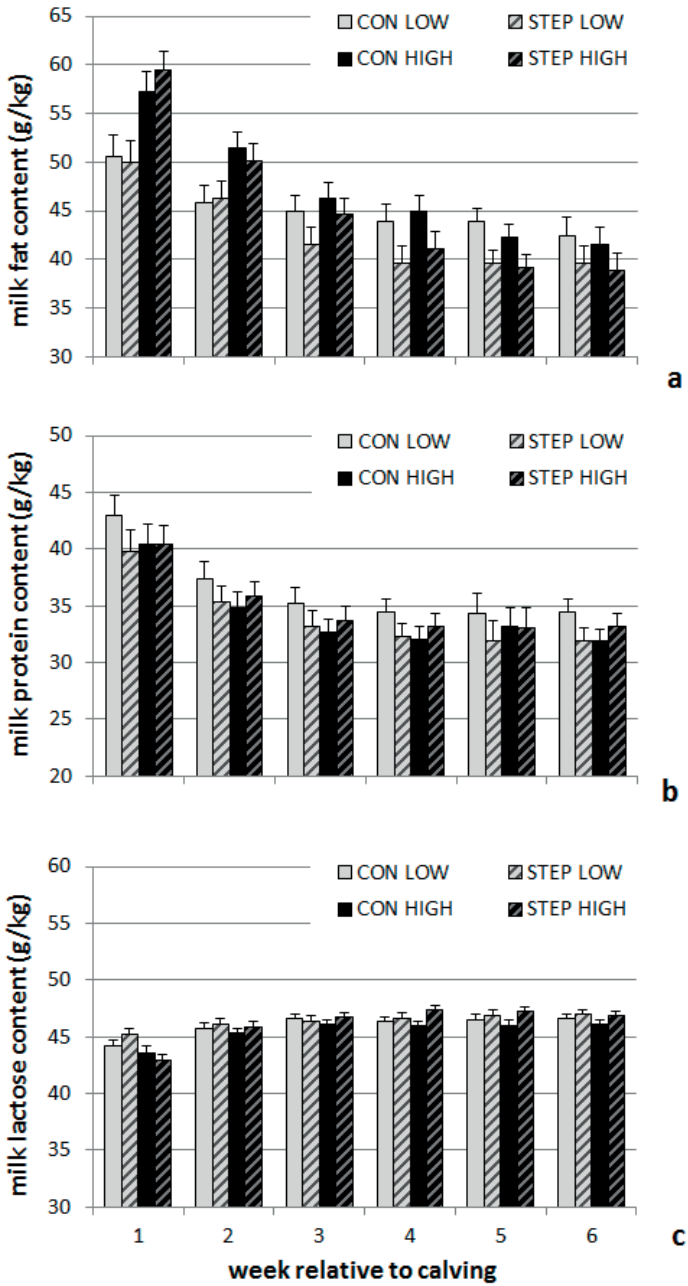 milk fat content (g/kg)
65
60
55
50
45
40
35
30
CON LOW STEP LOW
CON HIGH STEP HIGH
a
milk protein content (g/kg)
50
45
40
35
30
25
20
CON LOW STEP LOW
CON HIGH STEP HIGH
b
milk lactose content (g/kg)
60
55
50
45
40
35
30
CON LOW STEP LOW
CON HIGH STEP HIGH
1 2 3 4 5 6
c
week relative to calving